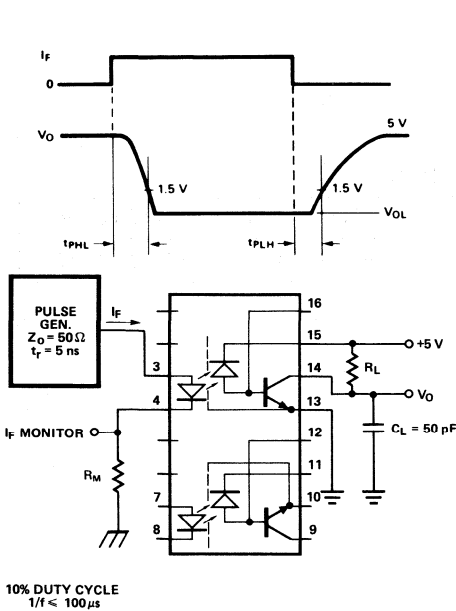 IF
0
VO
5 V
1.5 V
1.5 V
VOL
tPHL
tPLH
PULSE
GEN.
ZO = 50Ω
tr = 5 ns
IF
16
15
+5 V
14
RL
3
VO
4
13
IF MONITOR
12
CL = 50 pF
11
RM
10
7
8
9
10% DUTY CYCLE
1/f ≤ 100μs